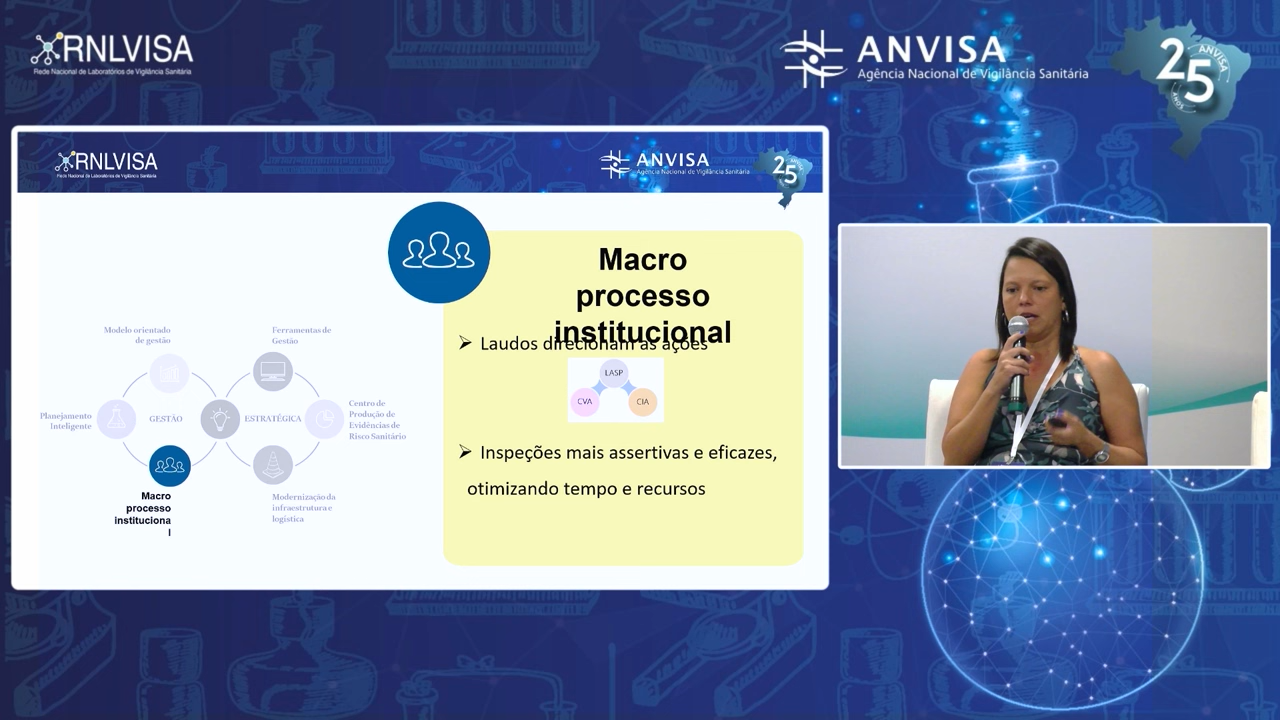 RNLVISA
Rede Nacional de Laboratórios de Vigilância Sanitária
ANVISA
Agência Nacional de Vigilância Sanitária
25
ANVISA
ANOS
RNLVISA
Rede Nacional de Laboratórios de Vigilância Sanitária
ANVISA
Agência Nacional de Vigilância Sanitária
25
Macro
processo
institucional
➢ Laudos direcionam as ações
LASP
CVA
CIA
➢ Inspeções mais assertivas e eficazes,
otimizando tempo e recursos
Modelo orientado
de gestão
Ferramentas de
Gestão
Planejamento
Inteligente
GESTÃO
ESTRATÉGICA
Centro de
Produção de
Evidências de
Risco Sanitário
Macro
processo
instituciona
l
Modernização da
infraestrutura e
logística